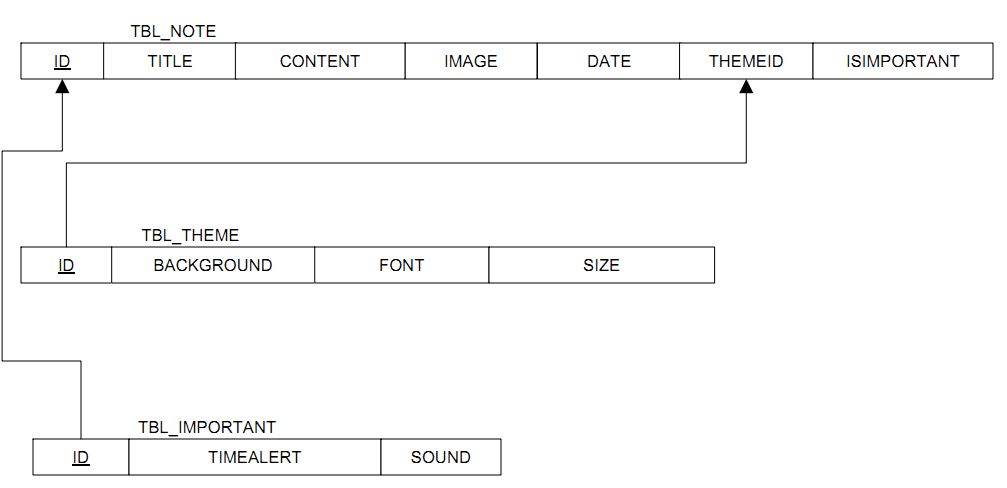 TBL_NOTE
ID TITLE CONTENT IMAGE DATE THEMEID ISIMPORTANT
TBL_THEME
ID BACKGROUND FONT SIZE
TBL_IMPORTANT
ID TIMEALERT SOUND